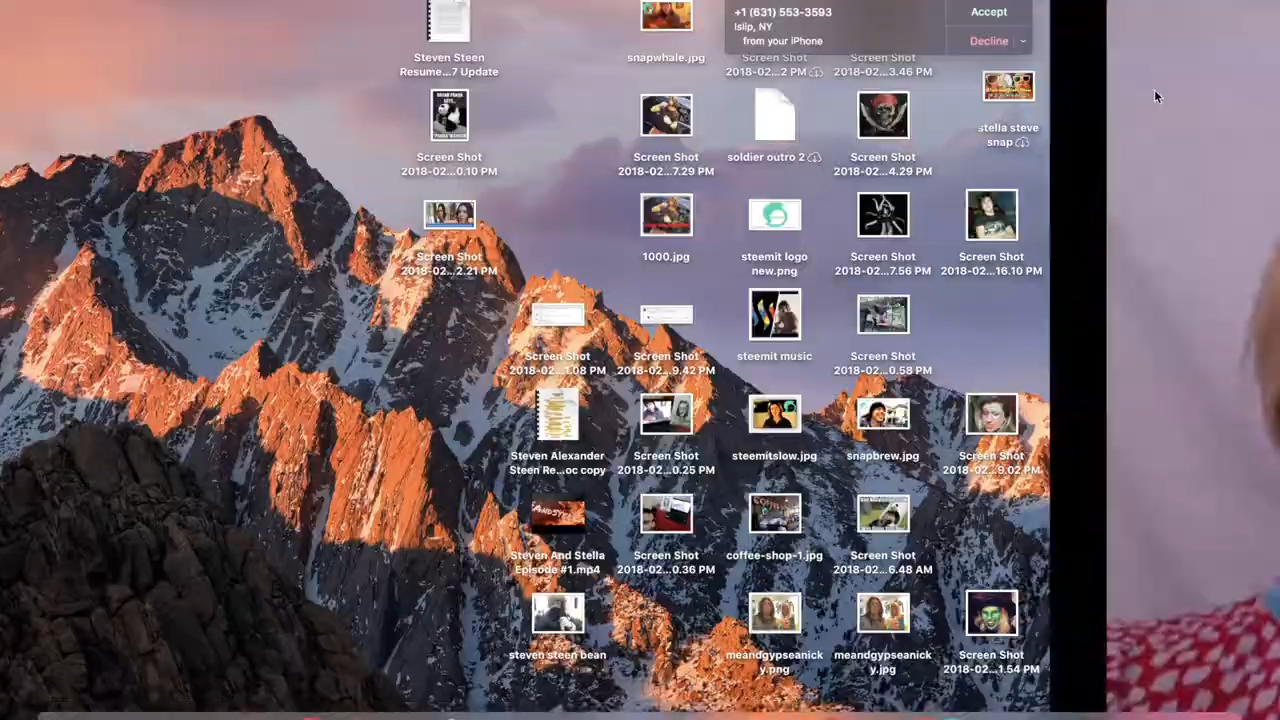 +1 (631) 553-3593
Islip, NY
from your iPhone
Accept
Decline
Steven Steen
Resume...7 Update
snapwhale.jpg
Screen Shot
2018-02...2 PM
Screen Shot
2018-02...3.46 PM
stella steve
snap
Screen Shot
2018-02...0.10 PM
Screen Shot
2018-02...7.29 PM
soldier outro 2
Screen Shot
2018-02...4.29 PM
Screen Shot
2018-02...2.21 PM
1000.jpg
steemit logo
new.png
Screen Shot
2018-02...7.56 PM
Screen Shot
2018-02...16.10 PM
Screen Shot
2018-02...1.08 PM
Screen Shot
2018-02...9.42 PM
steemit music
Screen Shot
2018-02...0.58 PM
Steven Alexander
Steen Re...oc copy
Screen Shot
2018-02...0.25 PM
steemitslow.jpg
snapbrew.jpg
Screen Shot
2018-02...9.02 PM
Steven And Stella
Episode #1.mp4
Screen Shot
2018-02...0.36 PM
coffee-shop-1.jpg
Screen Shot
2018-02...6.48 AM
steven steen bean
meandgypseanick
y.png
meandgypseanick
y.jpg
Screen Shot
2018-02...1.54 PM